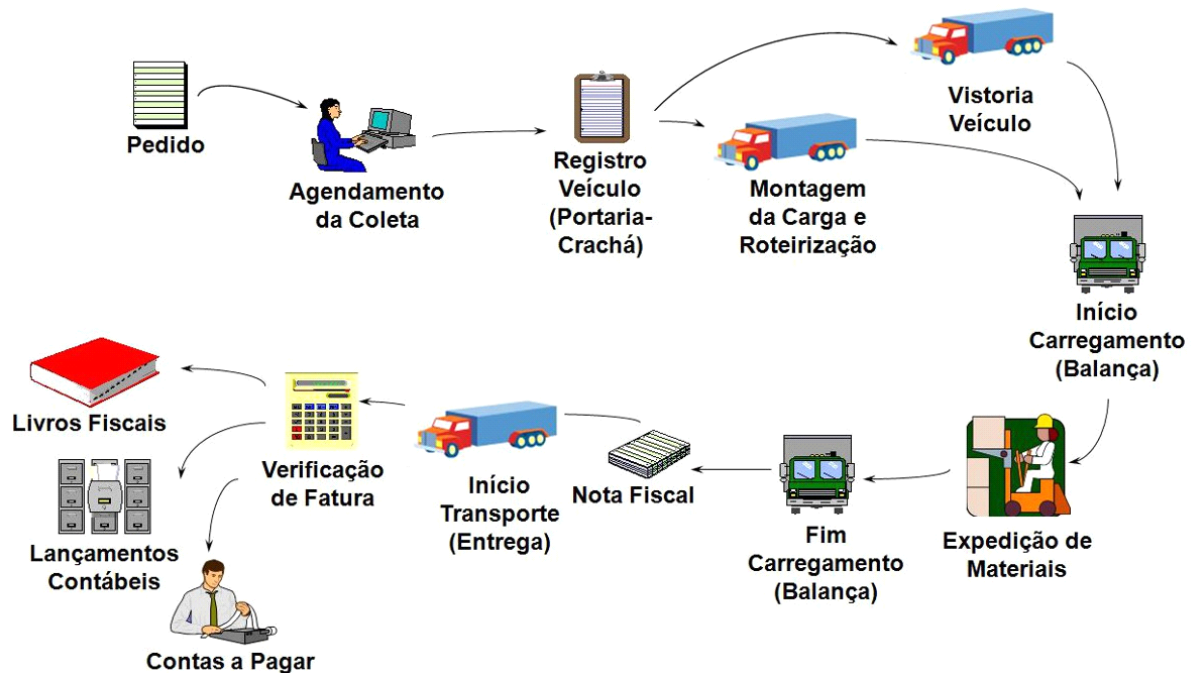 Pedido
Agendamento
da Coleta
Registro
Veículo
(Portaria-
Crachá)
Montagem
da Carga e
Roteirização
Vistoria
Veículo
Início
Carregamento
(Balança)
Expedição de
Materiais
Fim
Carregamento
(Balança)
Nota Fiscal
Início
Transporte
(Entrega)
Verificação
de Fatura
Livros Fiscais
Lançamentos
Contábeis
Contas a Pagar